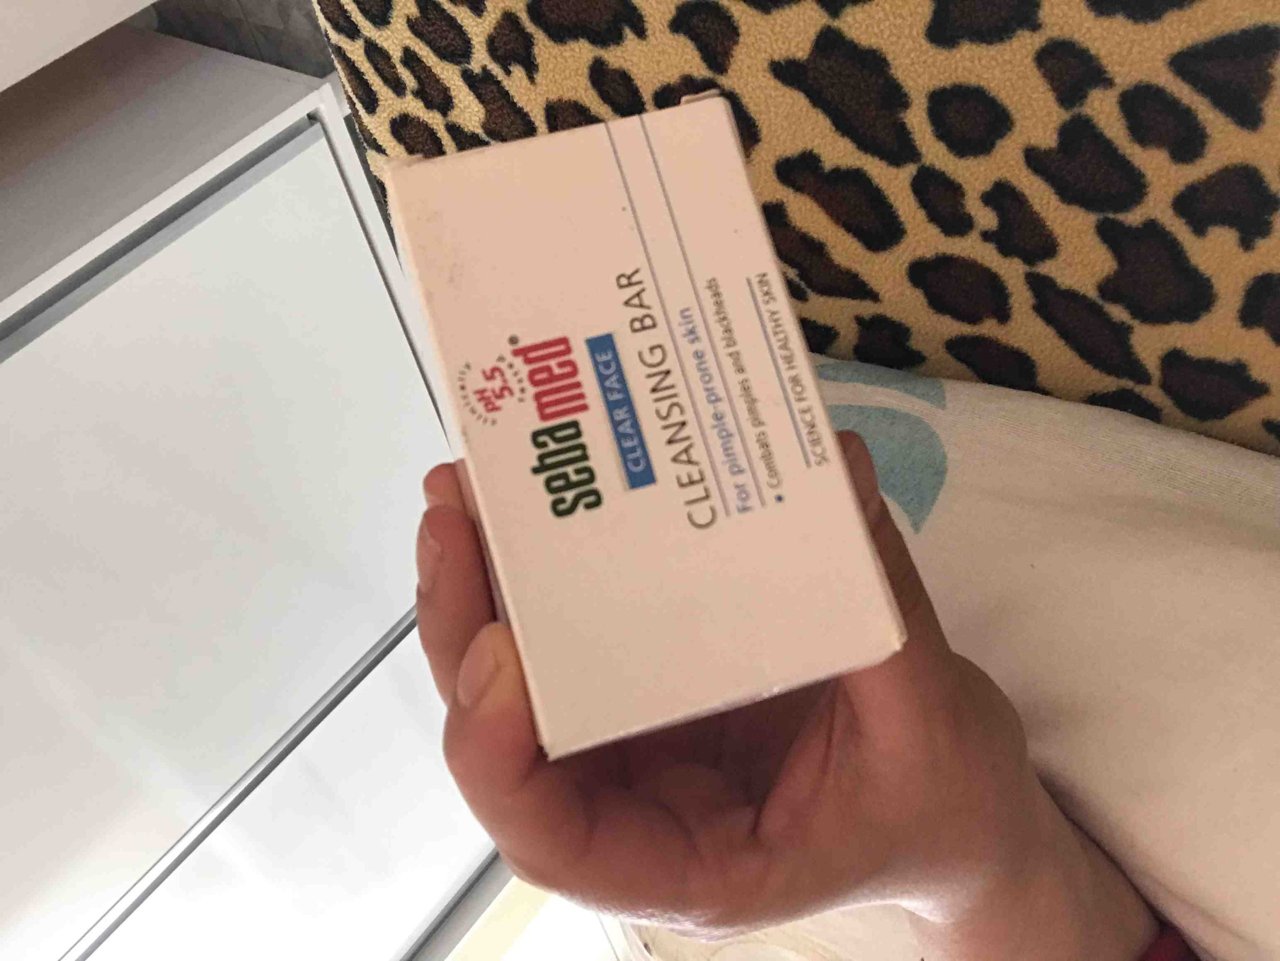 pH
5.5
sebamed®
CLEAR FACE
CLEANSING BAR
For pimple-prone skin
• Combats pimples and blackheads
SCIENCE FOR HEALTHY SKIN